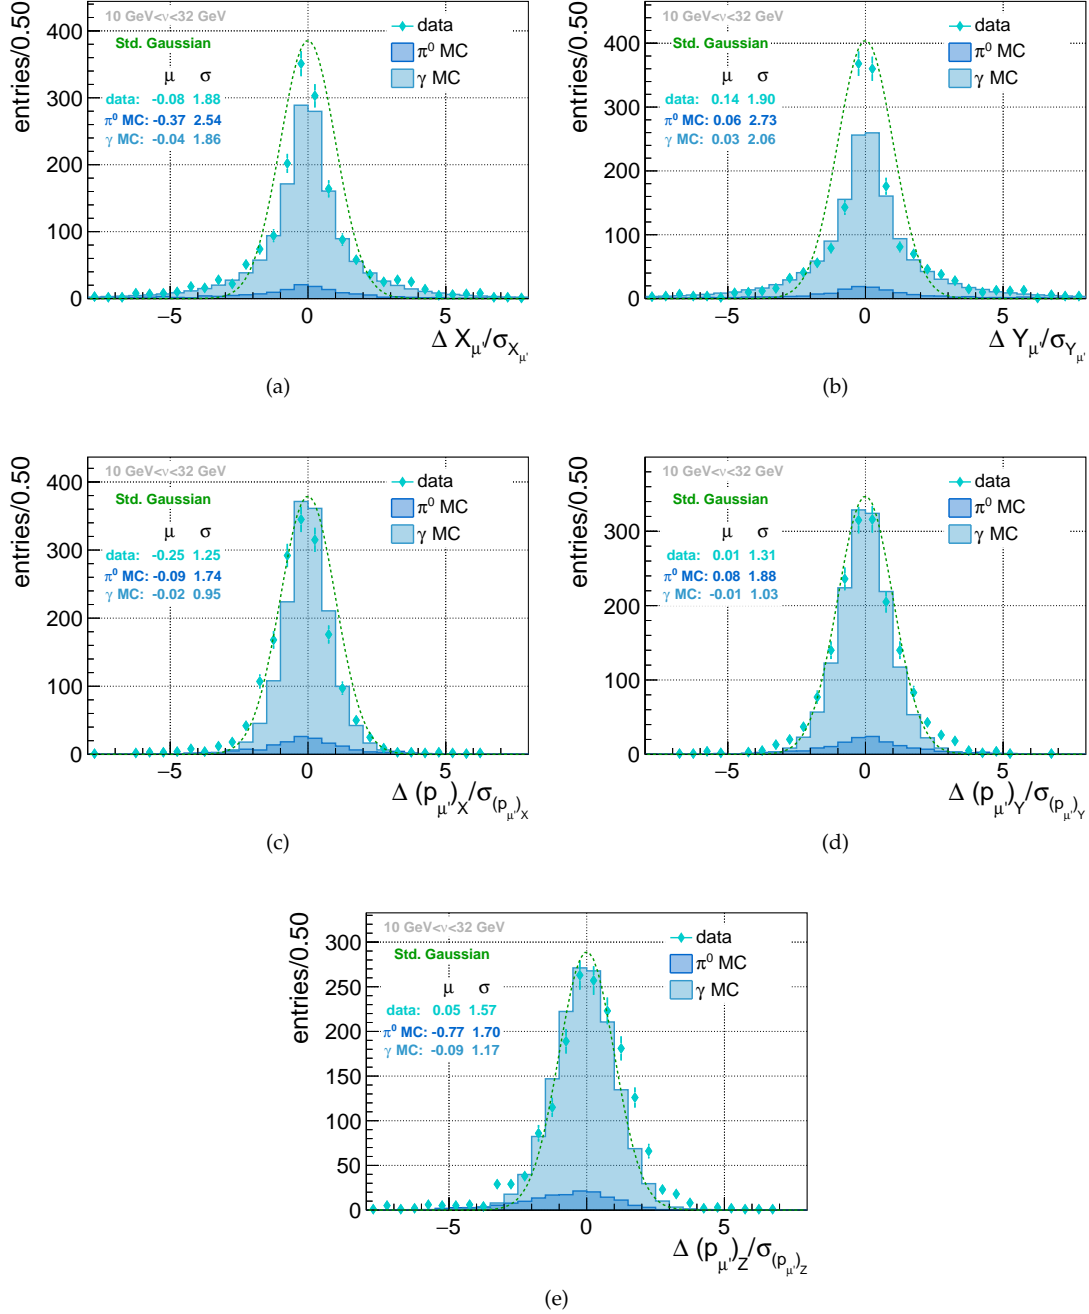 entries/0.50
10 GeV<ν<32 GeV
Std. Gaussian
μ σ
data: -0.08 1.88
π⁰ MC: -0.37 2.54
γ MC: -0.04 1.86
data
π⁰ MC
γ MC
400
300
200
100
0
−5 0 5
Δ X_μ'/σ_X_μ'
(a)
entries/0.50
10 GeV<ν<32 GeV
Std. Gaussian
μ σ
data: 0.14 1.90
π⁰ MC: 0.06 2.73
γ MC: 0.03 2.06
data
π⁰ MC
γ MC
400
300
200
100
0
−5 0 5
Δ Y_μ'/σ_Y_μ'
(b)
entries/0.50
10 GeV<ν<32 GeV
Std. Gaussian
μ σ
data: -0.25 1.25
π⁰ MC: -0.09 1.74
γ MC: -0.02 0.95
data
π⁰ MC
γ MC
400
300
200
100
0
−5 0 5
Δ (p_μ')_X/σ_(p_μ')_X
(c)
entries/0.50
10 GeV<ν<32 GeV
Std. Gaussian
μ σ
data: 0.01 1.31
π⁰ MC: 0.08 1.88
γ MC: -0.01 1.03
data
π⁰ MC
γ MC
300
200
100
0
−5 0 5
Δ (p_μ')_Y/σ_(p_μ')_Y
(d)
entries/0.50
10 GeV<ν<32 GeV
Std. Gaussian
μ σ
data: 0.05 1.57
π⁰ MC: -0.77 1.70
γ MC: -0.09 1.17
data
π⁰ MC
γ MC
300
250
200
150
100
50
0
−5 0 5
Δ (p_μ')_Z/σ_(p_μ')_Z
(e)